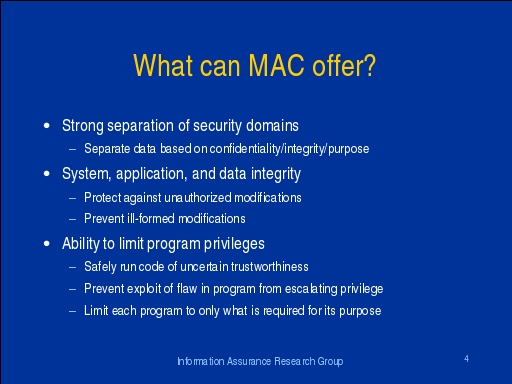 What can MAC offer?
• Strong separation of security domains
– Separate data based on confidentiality/integrity/purpose
• System, application, and data integrity
– Protect against unauthorized modifications
– Prevent ill-formed modifications
• Ability to limit program privileges
– Safely run code of uncertain trustworthiness
– Prevent exploit of flaw in program from escalating privilege
– Limit each program to only what is required for its purpose
Information Assurance Research Group
4